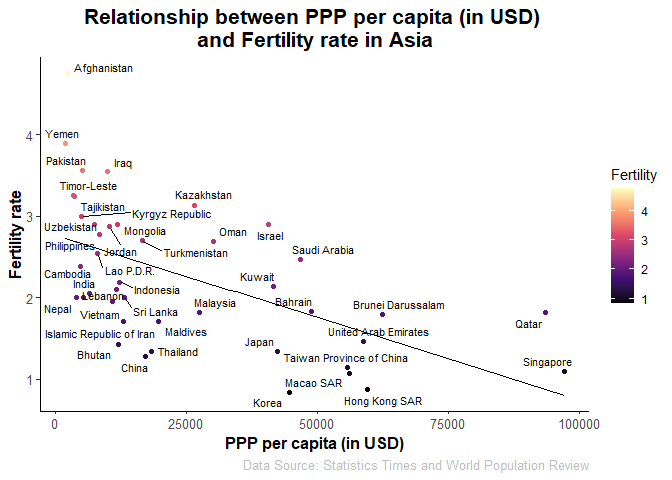 Relationship between PPP per capita (in USD)
and Fertility rate in Asia
Afghanistan
Yemen
Pakistan
Iraq
Timor-Leste
Kazakhstan
Tajikistan
Kyrgyz Republic
Uzbekistan
Mongolia
Oman
Israel
Philippines
Jordan
Turkmenistan
Saudi Arabia
Cambodia
Lao P.D.R.
Kuwait
India
Indonesia
Lebanon
Nepal
Sri Lanka
Malaysia
Bahrain
Brunei Darussalam
Vietnam
Maldives
Qatar
Islamic Republic of Iran
United Arab Emirates
Japan
Bhutan
Thailand
Taiwan Province of China
Singapore
China
Macao SAR
Korea
Hong Kong SAR
Fertility rate
4
3
2
1
0
25000
50000
75000
100000
PPP per capita (in USD)
Data Source: Statistics Times and World Population Review
Fertility
4
3
2
1